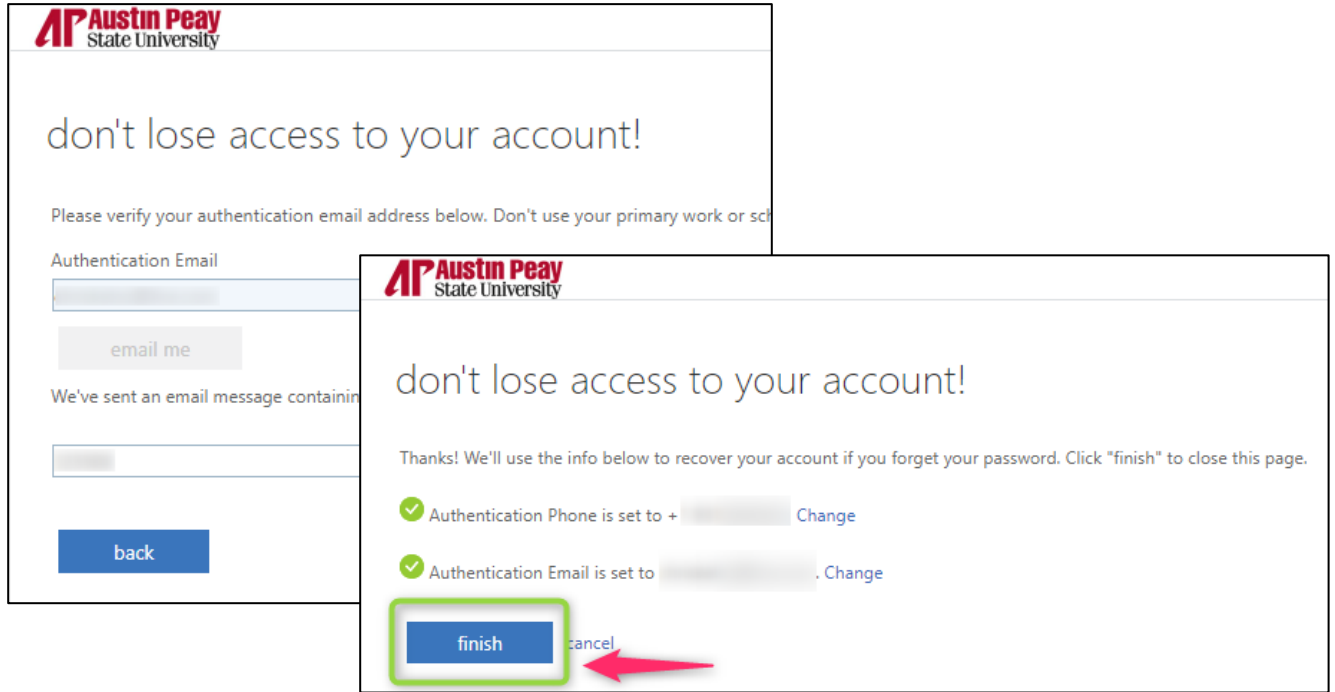 AP Austin Peay
State University
don't lose access to your account!
Please verify your authentication email address below. Don't use your primary work or
Authentication Email
email me
We've sent an email message
back
AP Austin Peay
State University
don't lose access to your account!
Thanks! We'll use the info below to recover your account if you forget your password. Click "finish" to close this page.
Authentication Phone is set to + Change
Authentication Email is set to . Change
finish cancel